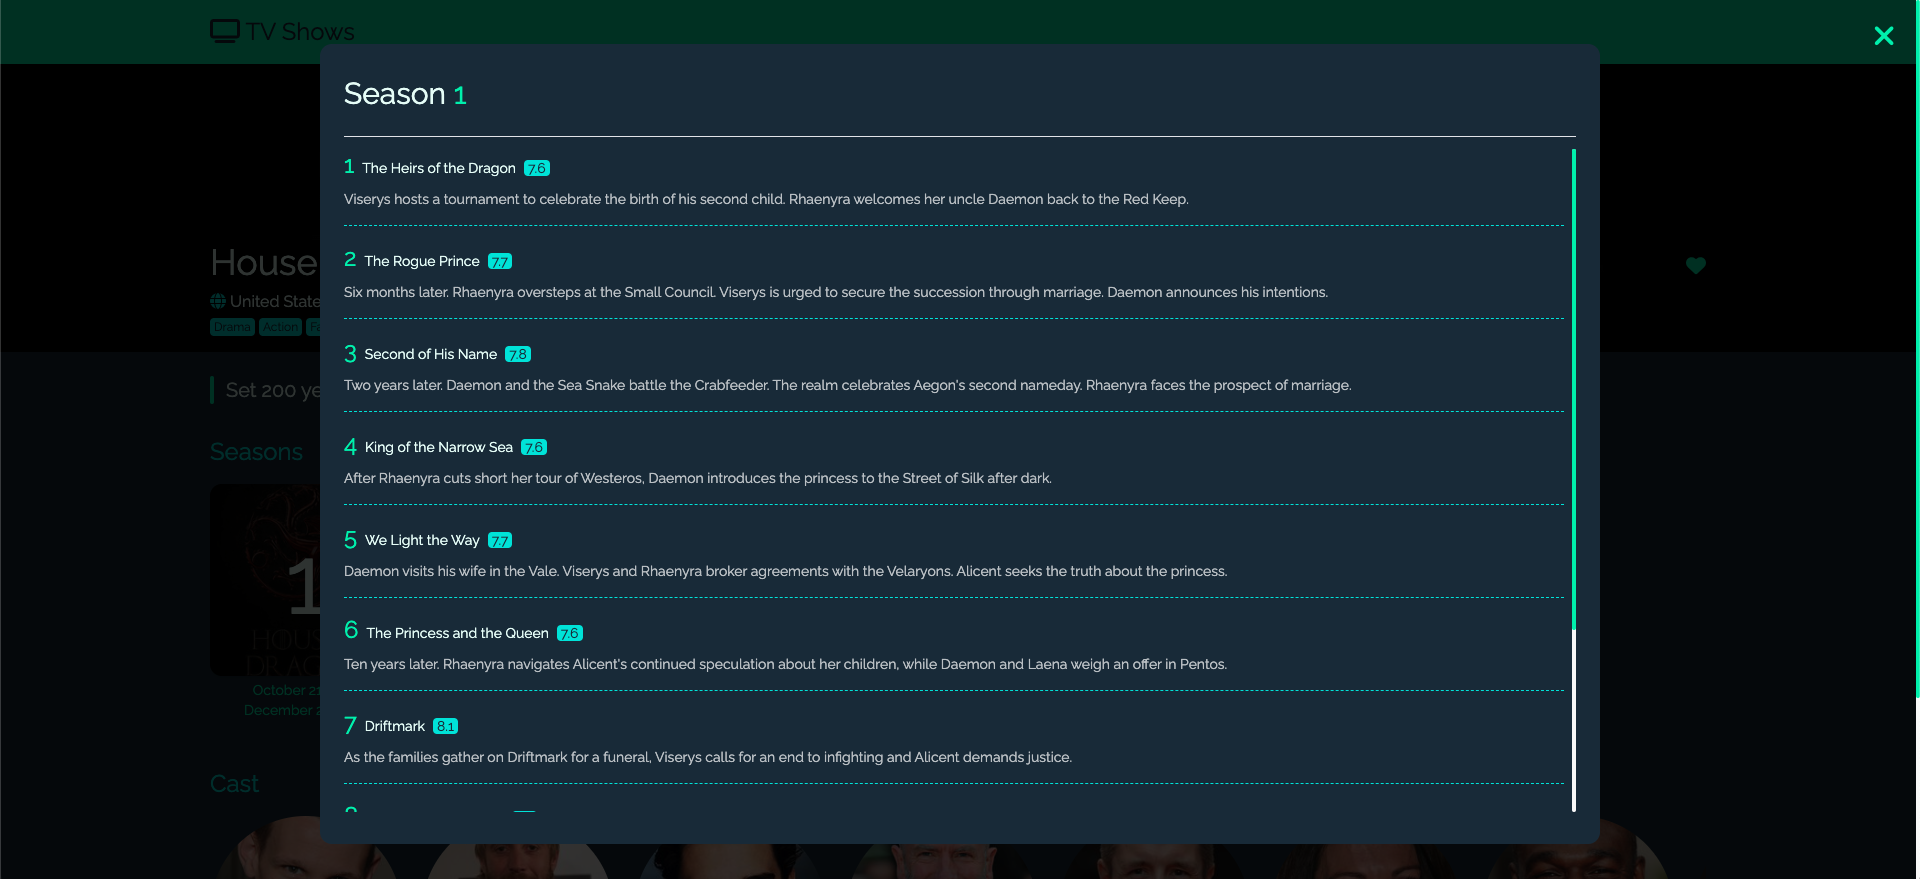 TV Shows
Season 1
1 The Heirs of the Dragon 7.6
Viserys hosts a tournament to celebrate the birth of his second child. Rhaenyra welcomes her uncle Daemon back to the Red Keep.
2 The Rogue Prince 7.7
Six months later. Rhaenyra oversteps at the Small Council. Viserys is urged to secure the succession through marriage. Daemon announces his intentions.
3 Second of His Name 7.8
Two years later. Daemon and the Sea Snake battle the Crabfeeder. The realm celebrates Aegon's second nameday. Rhaenyra faces the prospect of marriage.
4 King of the Narrow Sea 7.6
After Rhaenyra cuts short her tour of Westeros, Daemon introduces the princess to the Street of Silk after dark.
5 We Light the Way 7.7
Daemon visits his wife in the Vale. Viserys and Rhaenyra broker agreements with the Velaryons. Alicent seeks the truth about the princess.
6 The Princess and the Queen 7.6
Ten years later. Rhaenyra navigates Alicent's continued speculation about her children, while Daemon and Laena weigh an offer in Pentos.
7 Driftmark 8.1
As the families gather on Driftmark for a funeral, Viserys calls for an end to infighting and Alicent demands justice.
House
United State
Drama Action
Set 200 ye
Seasons
1
HOUS
DRAG
October 21
December 2
Cast